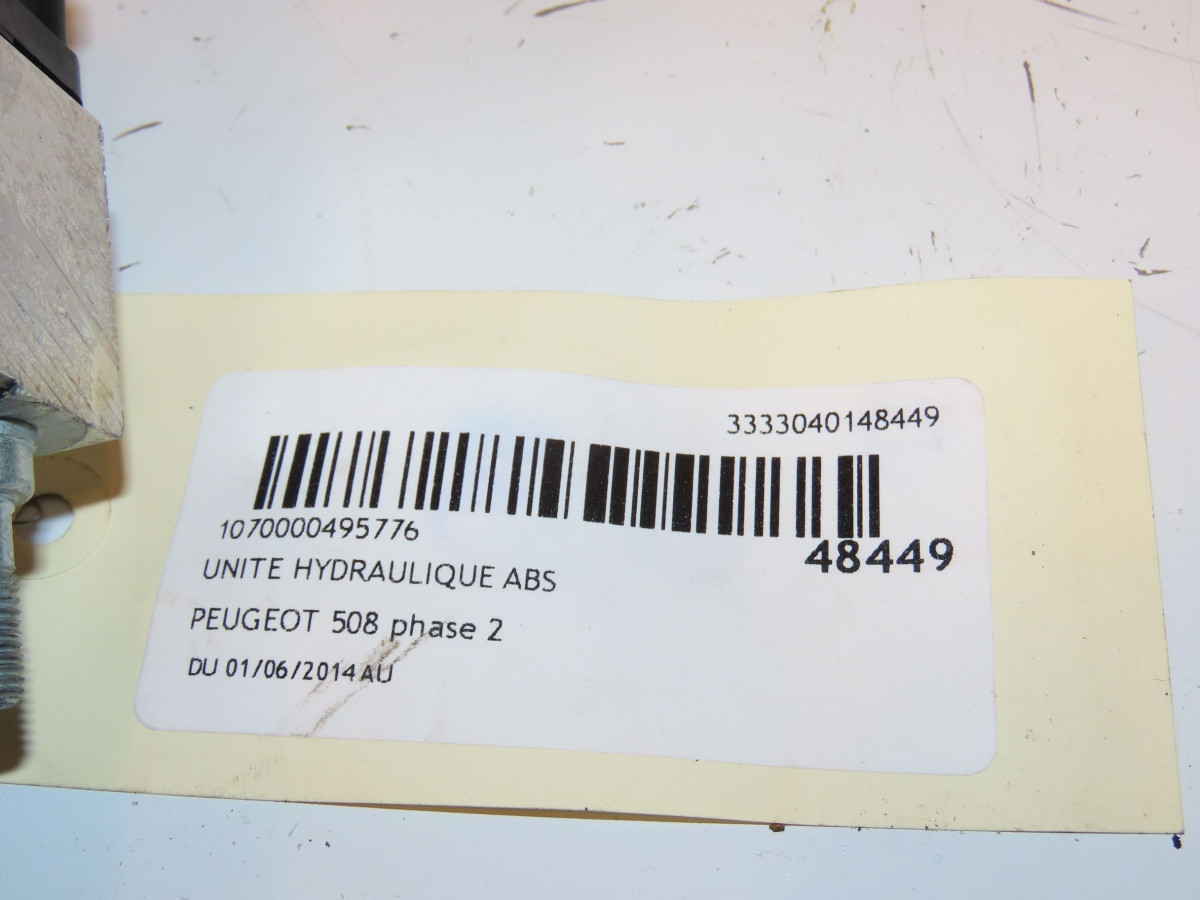 3333040148449
1070000495776
48449
UNITE HYDRAULIQUE ABS
PEUGEOT 508 phase 2
DU 01/06/2014 AU